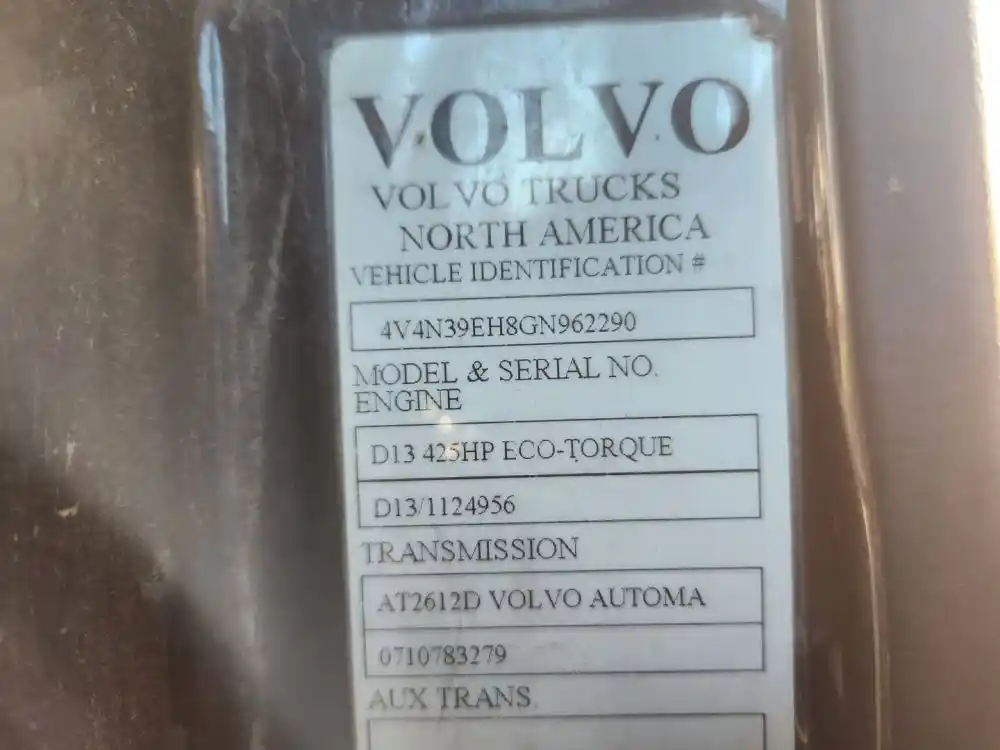 VOLVO
VOLVO TRUCKS
NORTH AMERICA
VEHICLE IDENTIFICATION #
4V4N39EH8GN962290
MODEL & SERIAL NO.
ENGINE
D13 425HP ECO-TORQUE
D13/1124956
TRANSMISSION
AT2612D VOLVO AUTOMA
0710783279
AUX TRANS.